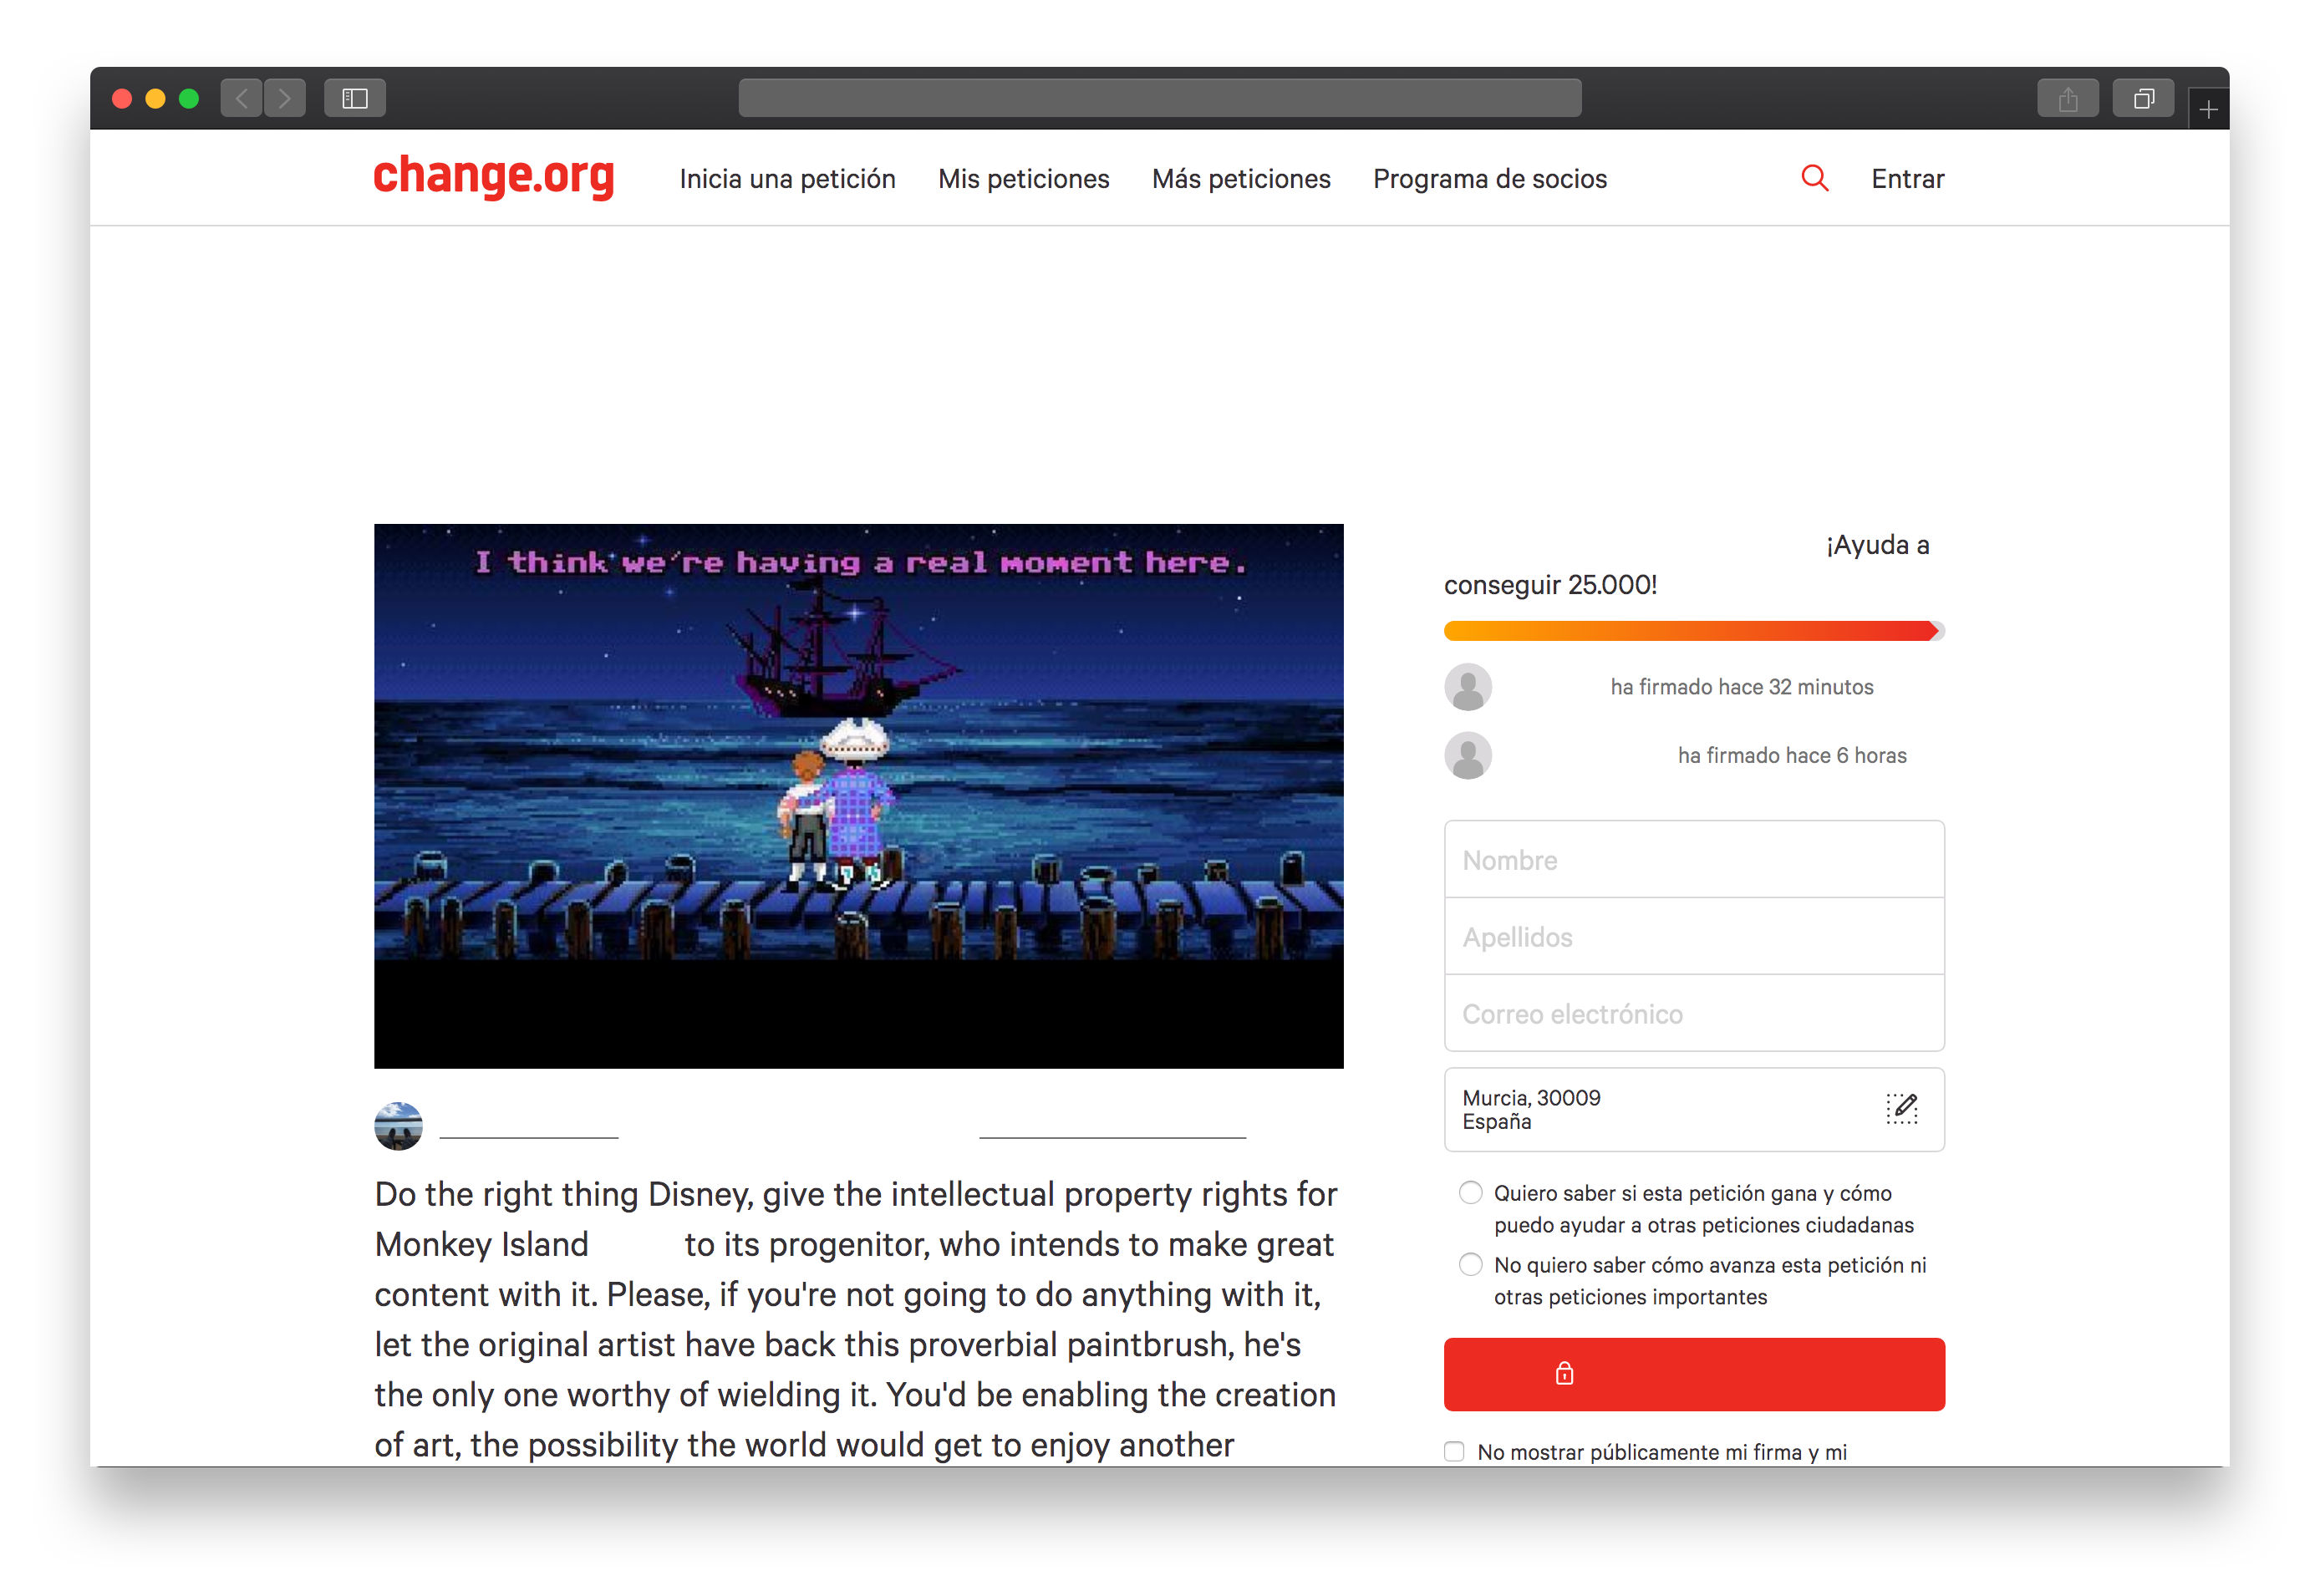 change.org
Inicia una petición
Mis peticiones
Más peticiones
Programa de socios
Entrar
I think we're having a real moment here.
Do the right thing Disney, give the intellectual property rights for
Monkey Island to its progenitor, who intends to make great
content with it. Please, if you're not going to do anything with it,
let the original artist have back this proverbial paintbrush, he's
the only one worthy of wielding it. You'd be enabling the creation
of art, the possibility the world would get to enjoy another
¡Ayuda a
conseguir 25.000!
ha firmado hace 32 minutos
ha firmado hace 6 horas
Nombre
Apellidos
Correo electrónico
Murcia, 30009
España
Quiero saber si esta petición gana y cómo
puedo ayudar a otras peticiones ciudadanas
No quiero saber cómo avanza esta petición ni
otras peticiones importantes
No mostrar públicamente mi firma y mi